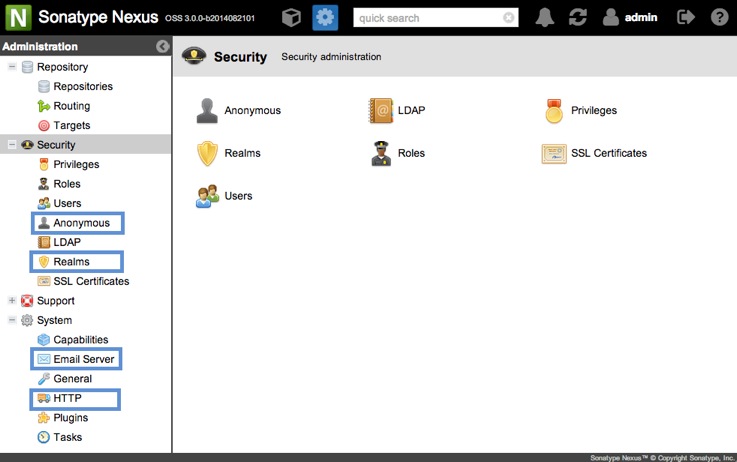 N Sonatype Nexus OSS 3.0.0-b2014082101 quick search admin
Administration
Repository
Repositories
Routing
Targets
Security
Privileges
Roles
Users
Anonymous
LDAP
Realms
SSL Certificates
Support
System
Capabilities
Email Server
General
HTTP
Plugins
Tasks
Security Security administration
Anonymous LDAP Privileges
Realms Roles SSL Certificates
Users
Sonatype Nexus™ © Copyright Sonatype, Inc.